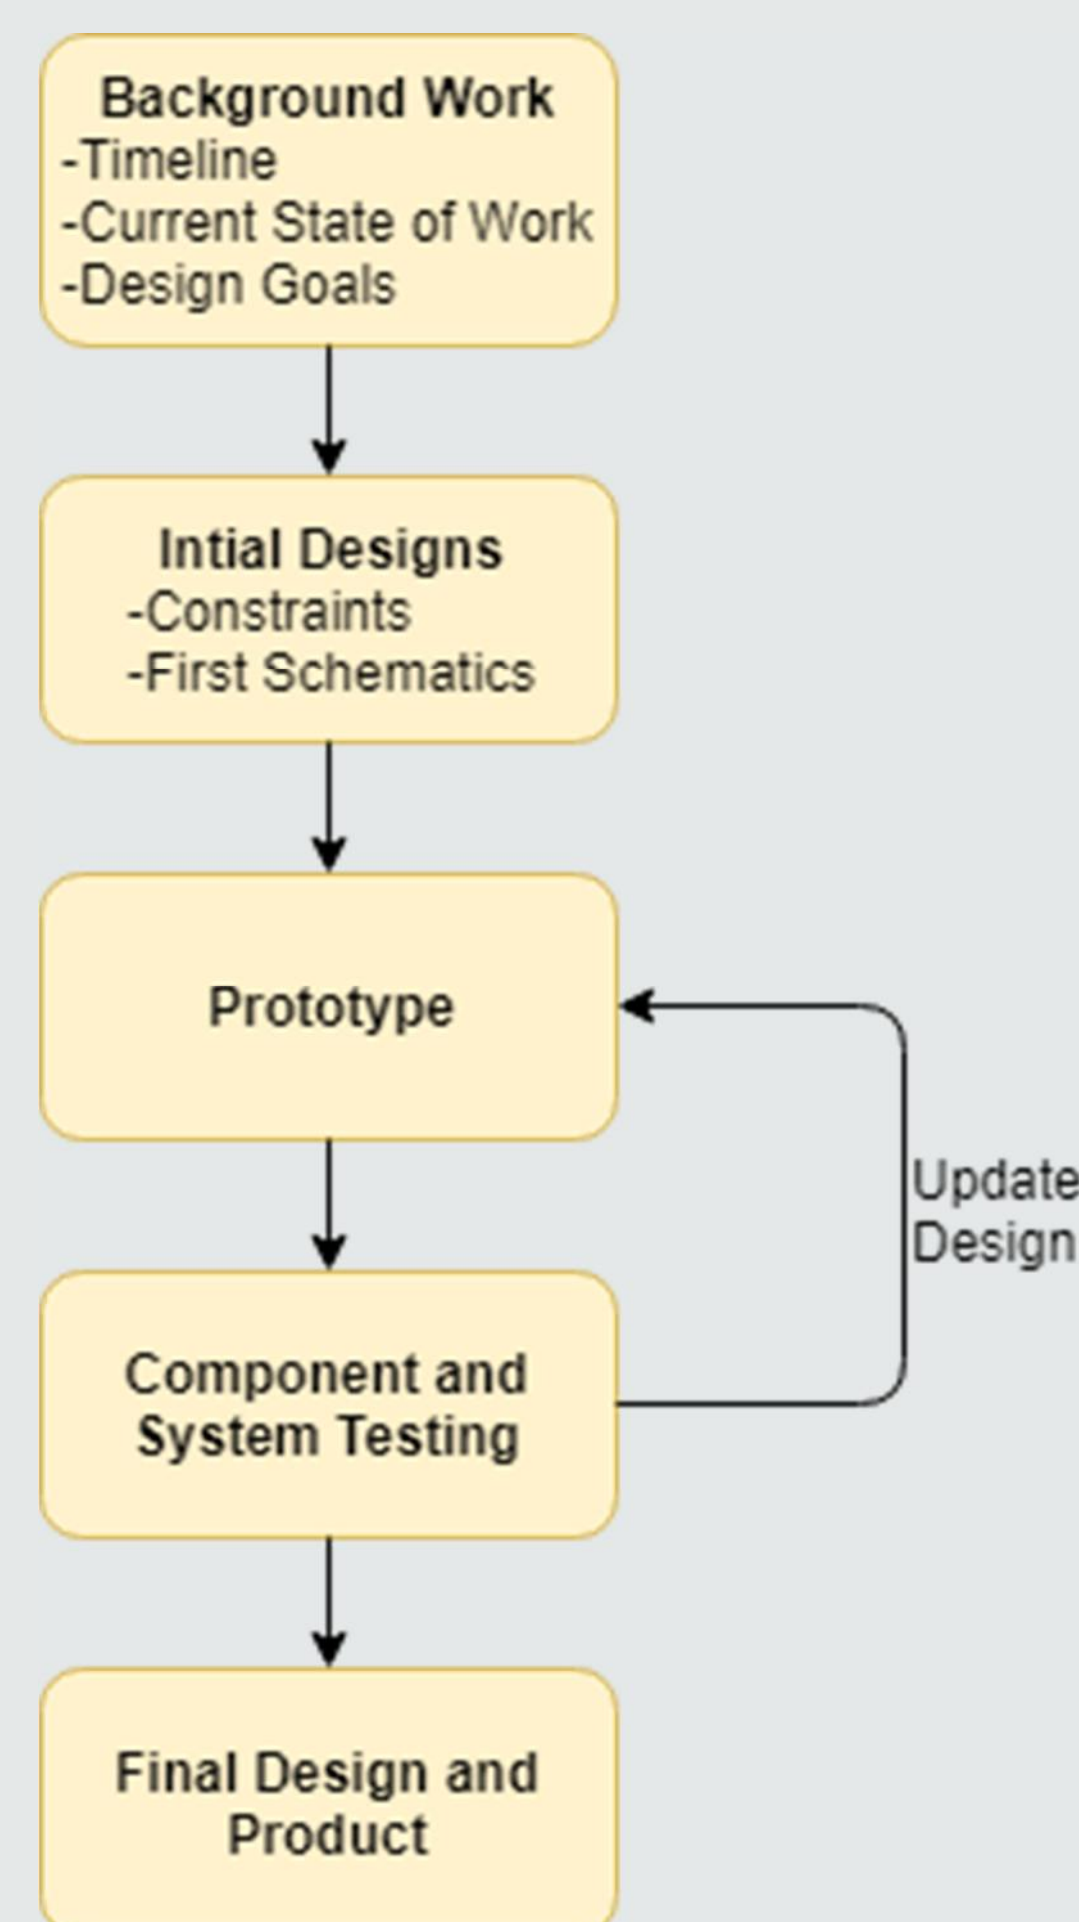 Background Work
-Timeline
-Current State of Work
-Design Goals
Intial Designs
-Constraints
-First Schematics
Prototype
Update
Design
Component and
System Testing
Final Design and
Product